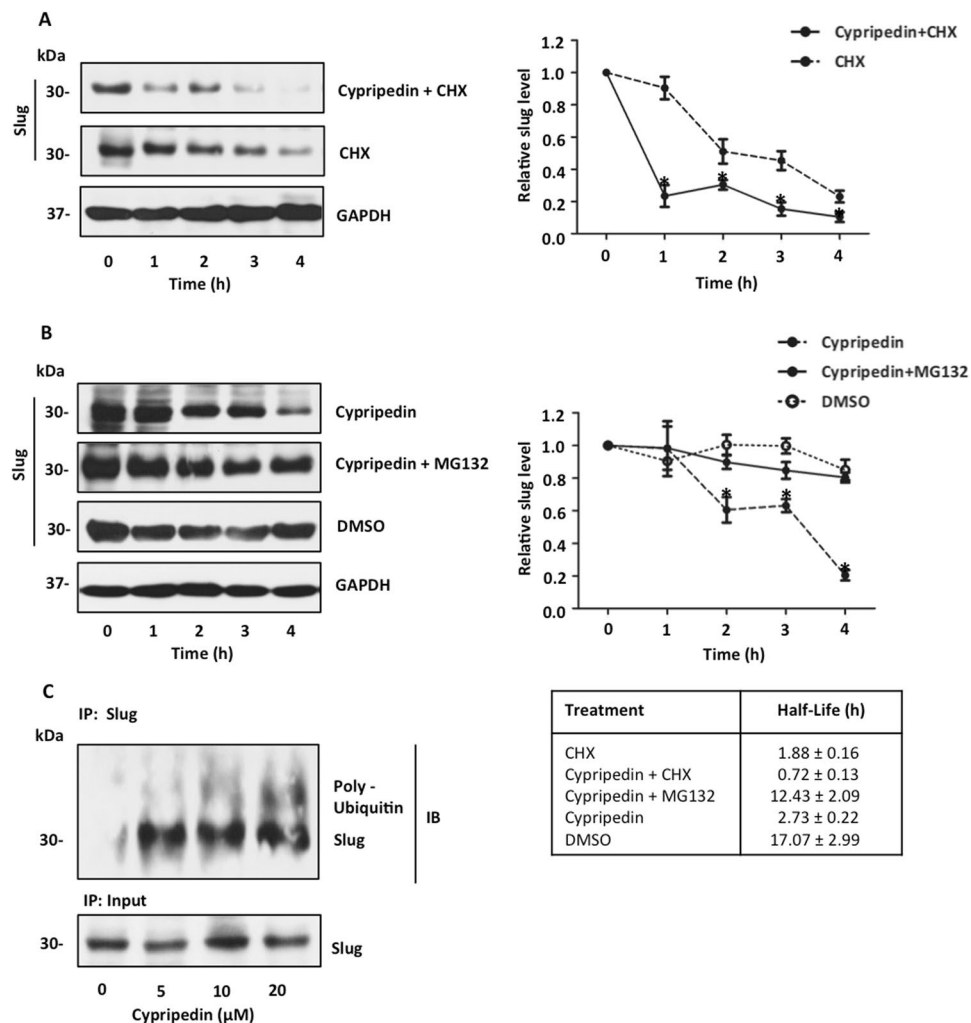 A
kDa
Slug
30-
Cypripedin + CHX
30-
CHX
37-
GAPDH
0 1 2 3 4
Time (h)
Cypripedin+CHX
CHX
Relative slug level
1.2
1.0
0.8
0.6
0.4
0.2
0.0
* * * *
0 1 2 3 4
Time (h)
B
kDa
Slug
30-
Cypripedin
30-
Cypripedin + MG132
30-
DMSO
37-
GAPDH
0 1 2 3 4
Time (h)
Cypripedin
Cypripedin+MG132
DMSO
Relative slug level
1.2
1.0
0.8
0.6
0.4
0.2
0.0
* * *
0 1 2 3 4
Time (h)
C
IP: Slug
kDa
30-
Poly -
Ubiquitin
Slug
IB
IP: Input
30-
Slug
0 5 10 20
Cypripedin (μM)
Treatment Half-Life (h)
CHX 1.88 ± 0.16
Cypripedin + CHX 0.72 ± 0.13
Cypripedin + MG132 12.43 ± 2.09
Cypripedin 2.73 ± 0.22
DMSO 17.07 ± 2.99